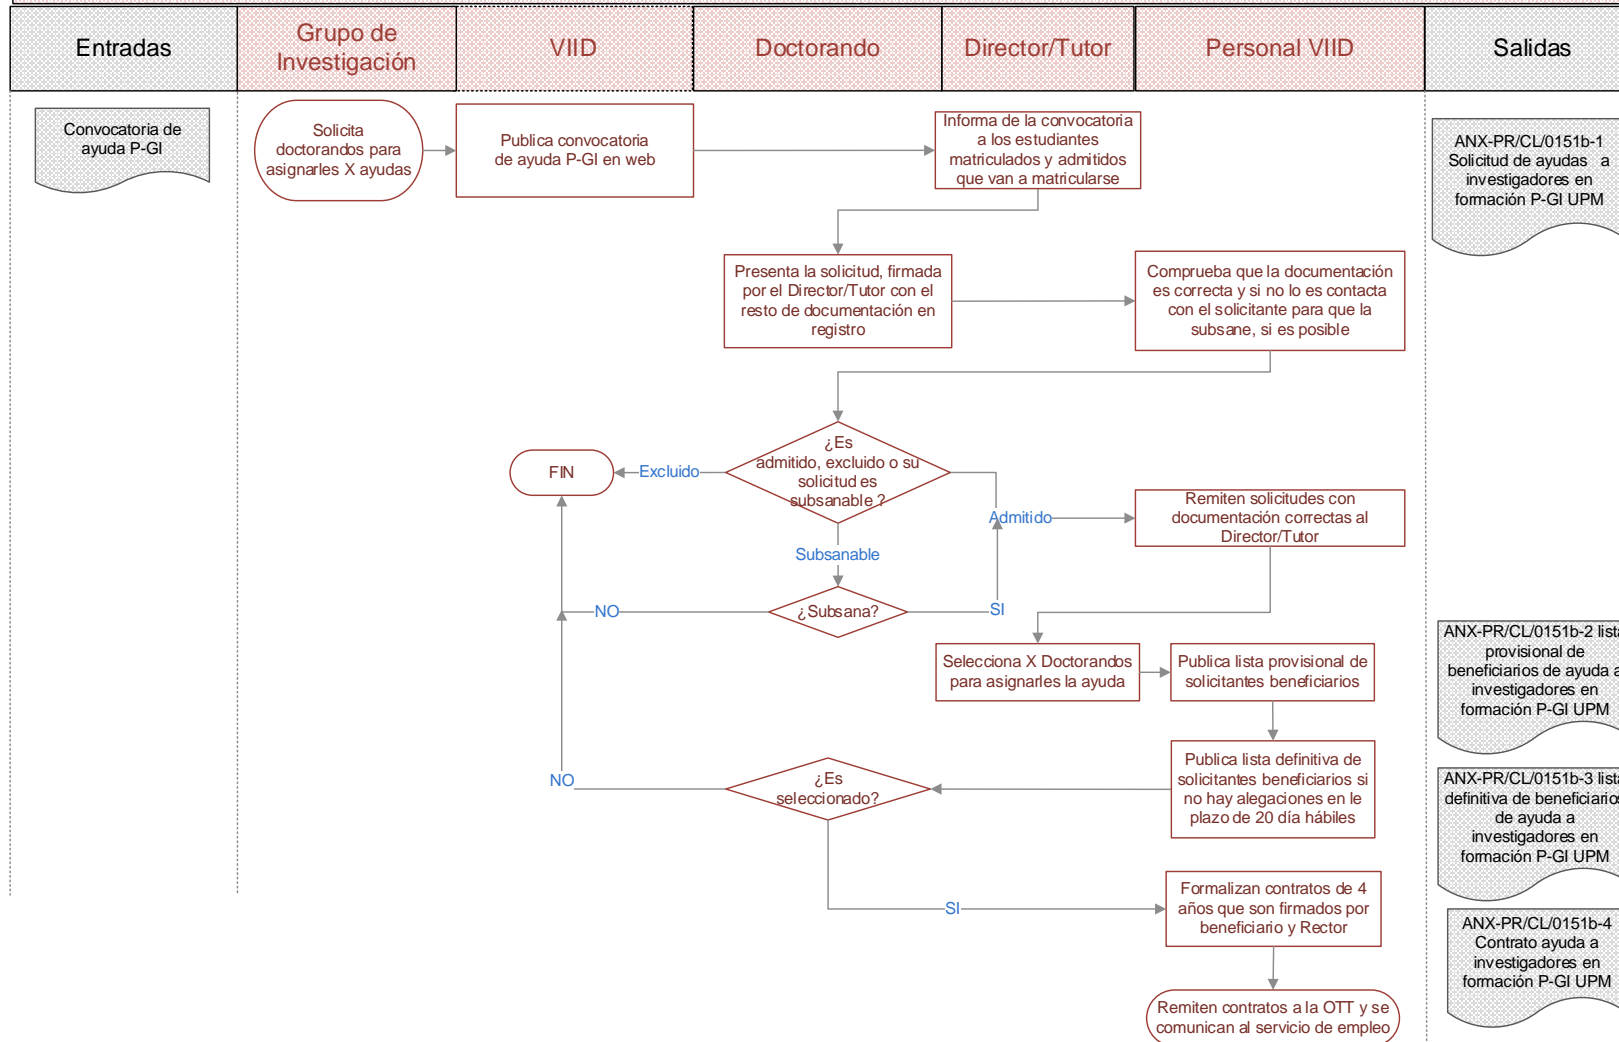 Entradas
Grupo de
Investigación
VIID
Doctorando
Director/Tutor
Personal VIID
Salidas
Convocatoria de
ayuda P-GI
Solicita
doctorandos para
asignarles X ayudas
Publica convocatoria
de ayuda P-GI en web
Informa de la convocatoria
a los estudiantes
matriculados y admitidos
que van a matricularse
ANX-PR/CL/0151b-1
Solicitud de ayudas a
investigadores en
formación P-GI UPM
Presenta la solicitud, firmada
por el Director/Tutor con el
resto de documentación en
registro
Comprueba que la documentación
es correcta y si no lo es contacta
con el solicitante para que la
subsane, si es posible
¿Es
admitido, excluido o su
solicitud es
subsanable ?
Excluido
FIN
Admitido
Remiten solicitudes con
documentación correctas al
Director/Tutor
Subsanable
¿Subsana?
NO
SI
Selecciona X Doctorandos
para asignarles la ayuda
Publica lista provisional de
solicitantes beneficiarios
ANX-PR/CL/0151b-2 lista
provisional de
beneficiarios de ayuda a
investigadores en
formación P-GI UPM
Publica lista definitiva de
solicitantes beneficiarios si
no hay alegaciones en le
plazo de 20 día hábiles
¿Es
seleccionado?
NO
ANX-PR/CL/0151b-3 lista
definitiva de beneficiarios
de ayuda a
investigadores en
formación P-GI UPM
SI
Formalizan contratos de 4
años que son firmados por
beneficiario y Rector
ANX-PR/CL/0151b-4
Contrato ayuda a
investigadores en
formación P-GI UPM
Remiten contratos a la OTT y se
comunican al servicio de empleo